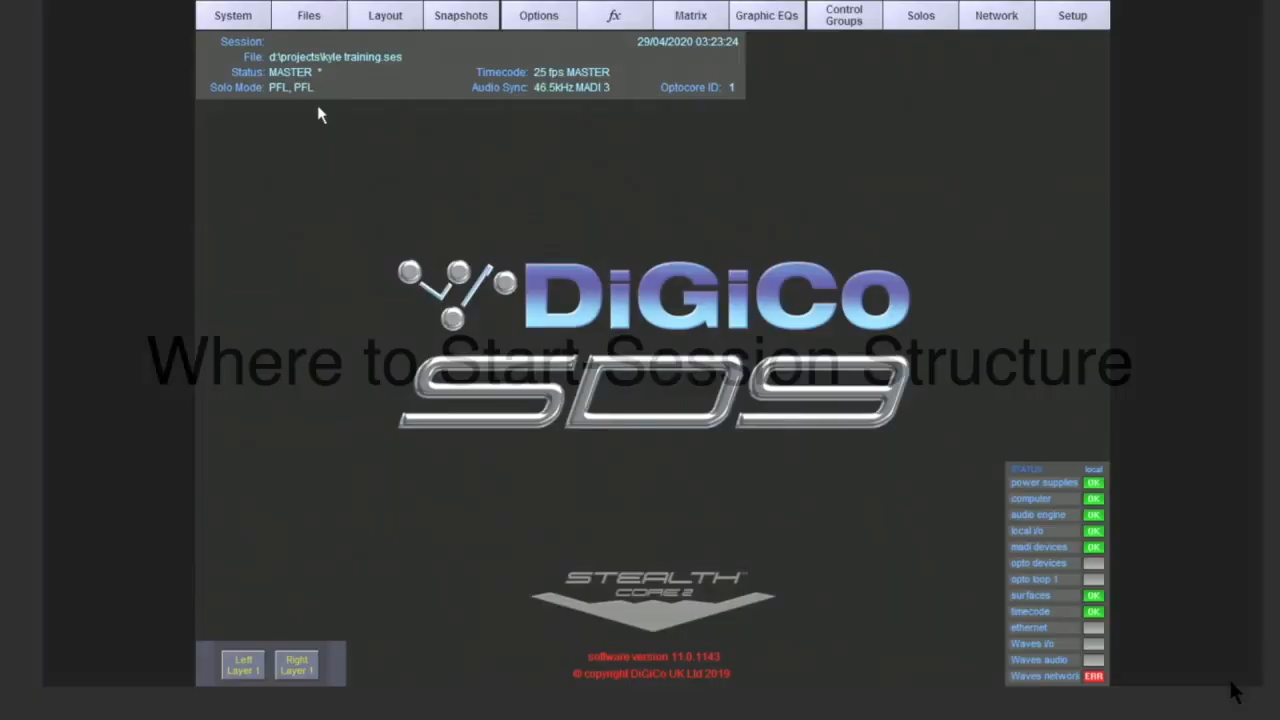 System Files Layout Snapshots Options fx Matrix Graphic EQs Control Groups Solos Network Setup
Session: 29/04/2020 03:23:24
File: d:\projects\kyle training.ses
Status: MASTER * Timecode: 25 fps MASTER
Solo Mode: PFL, PFL Audio Sync: 46.5kHz MADI 3 Optocore ID: 1
DiGiCo
Where to Start-Session Structure
SD9
STATUS local
power supplies OK
computer OK
audio engine OK
local i/o OK
madi devices OK
opto devices
opto loop 1
surfaces OK
timecode OK
ethernet
Waves i/o
Waves audio
Waves network ERR
STEALTH
CORE 2
Left Layer 1 Right Layer 1
software version 11.0.1143
© copyright DiGiCo UK Ltd 2019